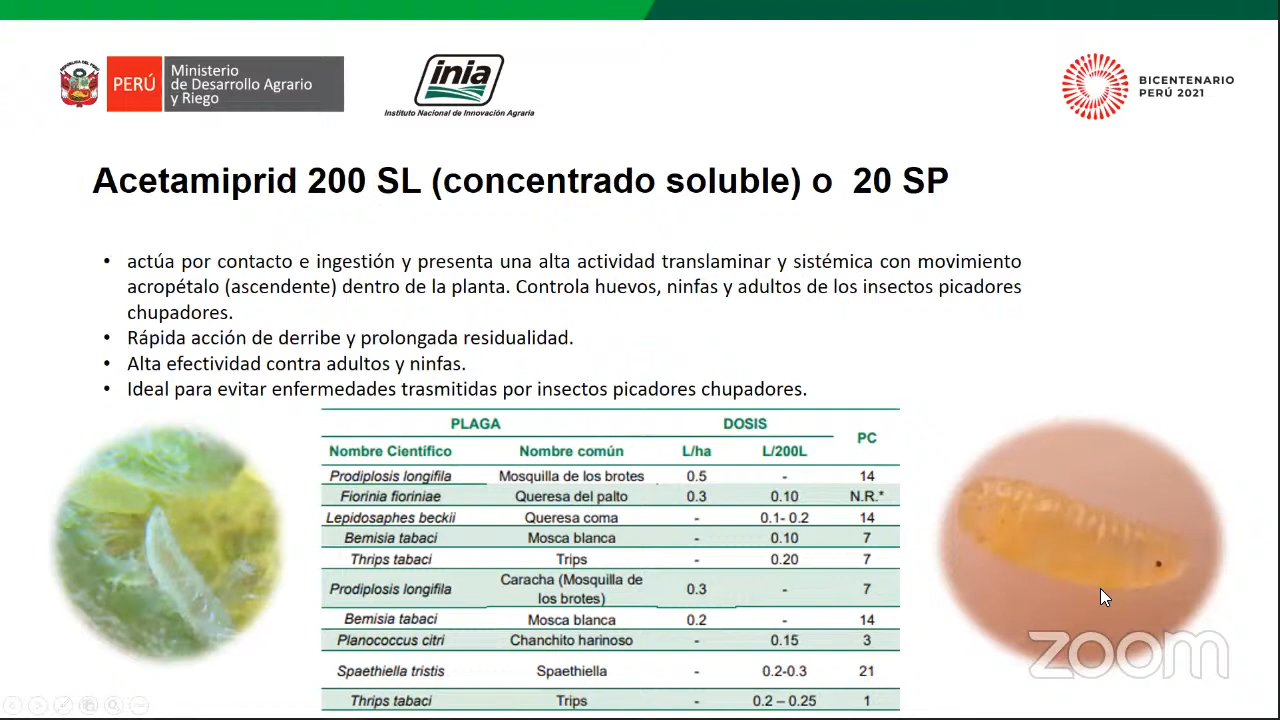 REPÚBLICA DEL PERÚ
PERÚ
Ministerio
de Desarrollo Agrario
y Riego
inia
Instituto Nacional de Innovación Agraria
BICENTENARIO
PERÚ 2021
Acetamiprid 200 SL (concentrado soluble) o 20 SP
• actúa por contacto e ingestión y presenta una alta actividad translaminar y sistémica con movimiento
acropétalo (ascendente) dentro de la planta. Controla huevos, ninfas y adultos de los insectos picadores
chupadores.
• Rápida acción de derribe y prolongada residualidad.
• Alta efectividad contra adultos y ninfas.
• Ideal para evitar enfermedades trasmitidas por insectos picadores chupadores.
PLAGA DOSIS PC
Nombre Científico Nombre común L/ha L/200L
Prodiplosis longifila Mosquilla de los brotes 0.5 - 14
Fiorinia fioriniae Queresa del palto 0.3 0.10 N.R.*
Lepidosaphes beckii Queresa coma - 0.1- 0.2 14
Bemisia tabaci Mosca blanca - 0.10 7
Thrips tabaci Trips - 0.20 7
Prodiplosis longifila Caracha (Mosquilla de
los brotes) 0.3 - 7
Bemisia tabaci Mosca blanca 0.2 - 14
Planococcus citri Chanchito harinoso - 0.15 3
Spaethiella tristis Spaethiella - 0.2-0.3 21
Thrips tabaci Trips - 0.2 – 0.25 1
zoom